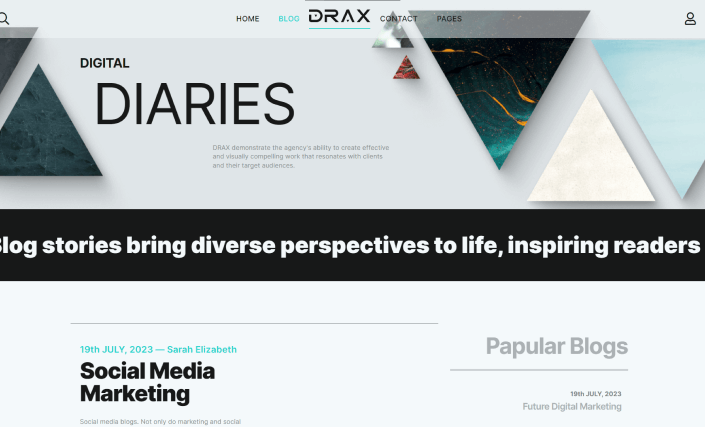 HOME BLOG DRAX CONTACT PAGES
DIGITAL
DIARIES
DRAX demonstrate the agency's ability to create effective
and visually compelling work that resonates with clients
and their target audiences.
Blog stories bring diverse perspectives to life, inspiring readers
19th JULY, 2023 — Sarah Elizabeth
Social Media
Marketing
Social media blogs. Not only do marketing and social
Papular Blogs
19th JULY, 2023
Future Digital Marketing